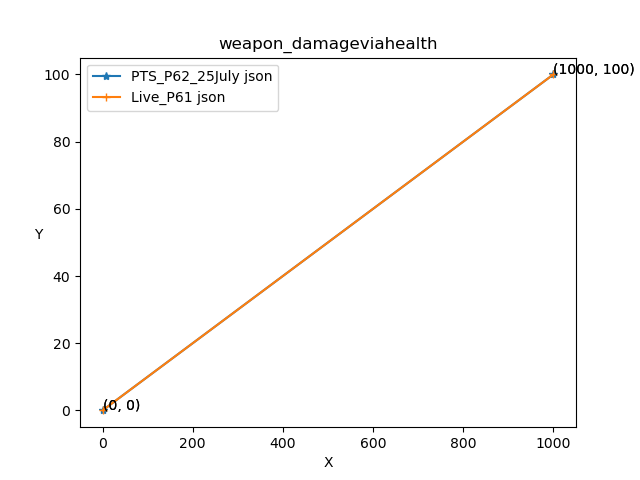 weapon_damageviahealth
PTS_P62_25July json
Live_P61 json
(1000, 100)
(0, 0)
100
80
60
40
20
0
Y
0 200 400 600 800 1000
X